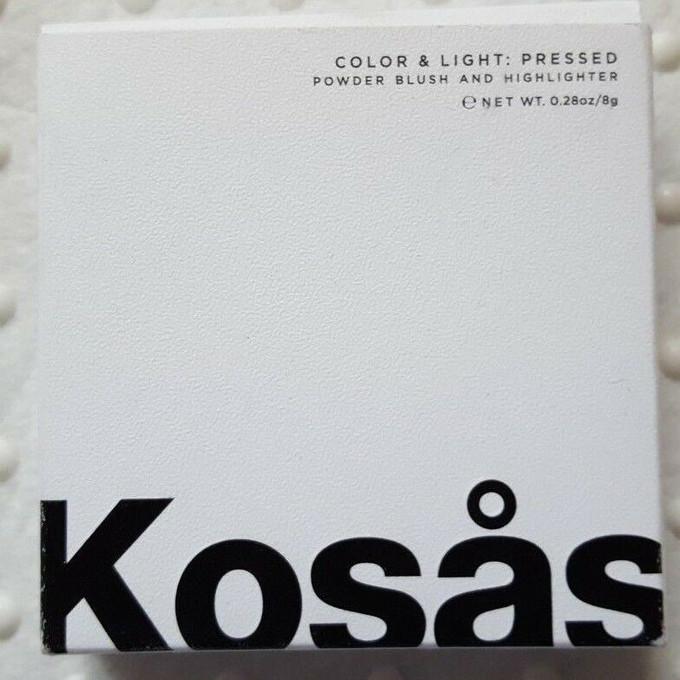 COLOR & LIGHT: PRESSED
POWDER BLUSH AND HIGHLIGHTER
℮ NET WT. 0.28oz/8g
Kosås